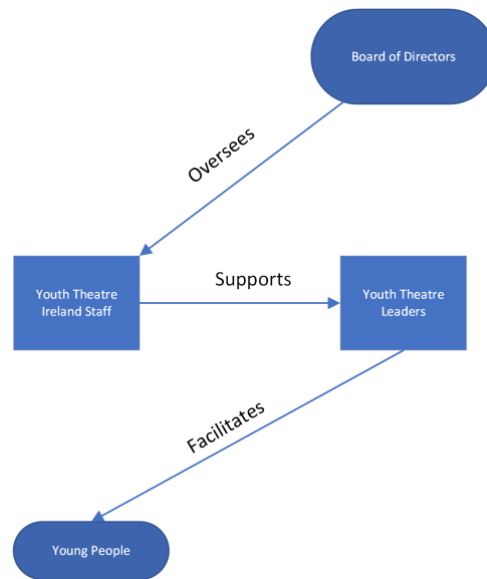 Board of Directors
Oversees
Youth Theatre
Ireland Staff
Supports
Youth Theatre
Leaders
Facilitates
Young People